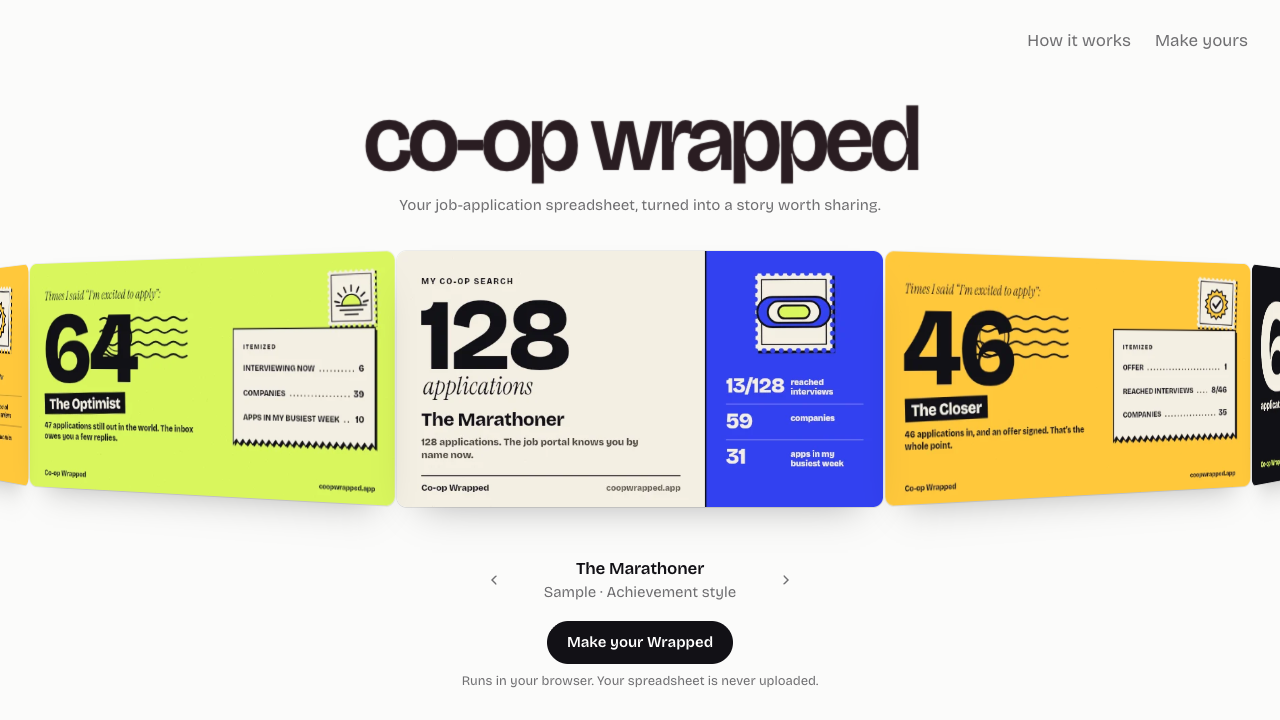 How it works
Make yours
co-op wrapped
Your job-application spreadsheet, turned into a story worth sharing.
Times I said "I'm excited to apply":
64
The Optimist
47 applications still out in the world. The inbox
owes you a few replies.
ITEMIZED
INTERVIEWING NOW .......... 6
COMPANIES ................ 39
APPS IN MY BUSIEST WEEK .. 10
Co-op Wrapped
coopwrapped.app
MY CO-OP SEARCH
128
applications
The Marathoner
128 applications. The job portal knows you by
name now.
Co-op Wrapped
coopwrapped.app
13/128 reached
interviews
59 companies
31 apps in my
busiest week
Times I said "I'm excited to apply":
46
The Closer
46 applications in, and an offer signed. That's the
whole point.
ITEMIZED
OFFER .................... 1
REACHED INTERVIEWS .... 8/46
COMPANIES ................ 35
Co-op Wrapped
coopwrapped.app
The Marathoner
Sample · Achievement style
Make your Wrapped
Runs in your browser. Your spreadsheet is never uploaded.